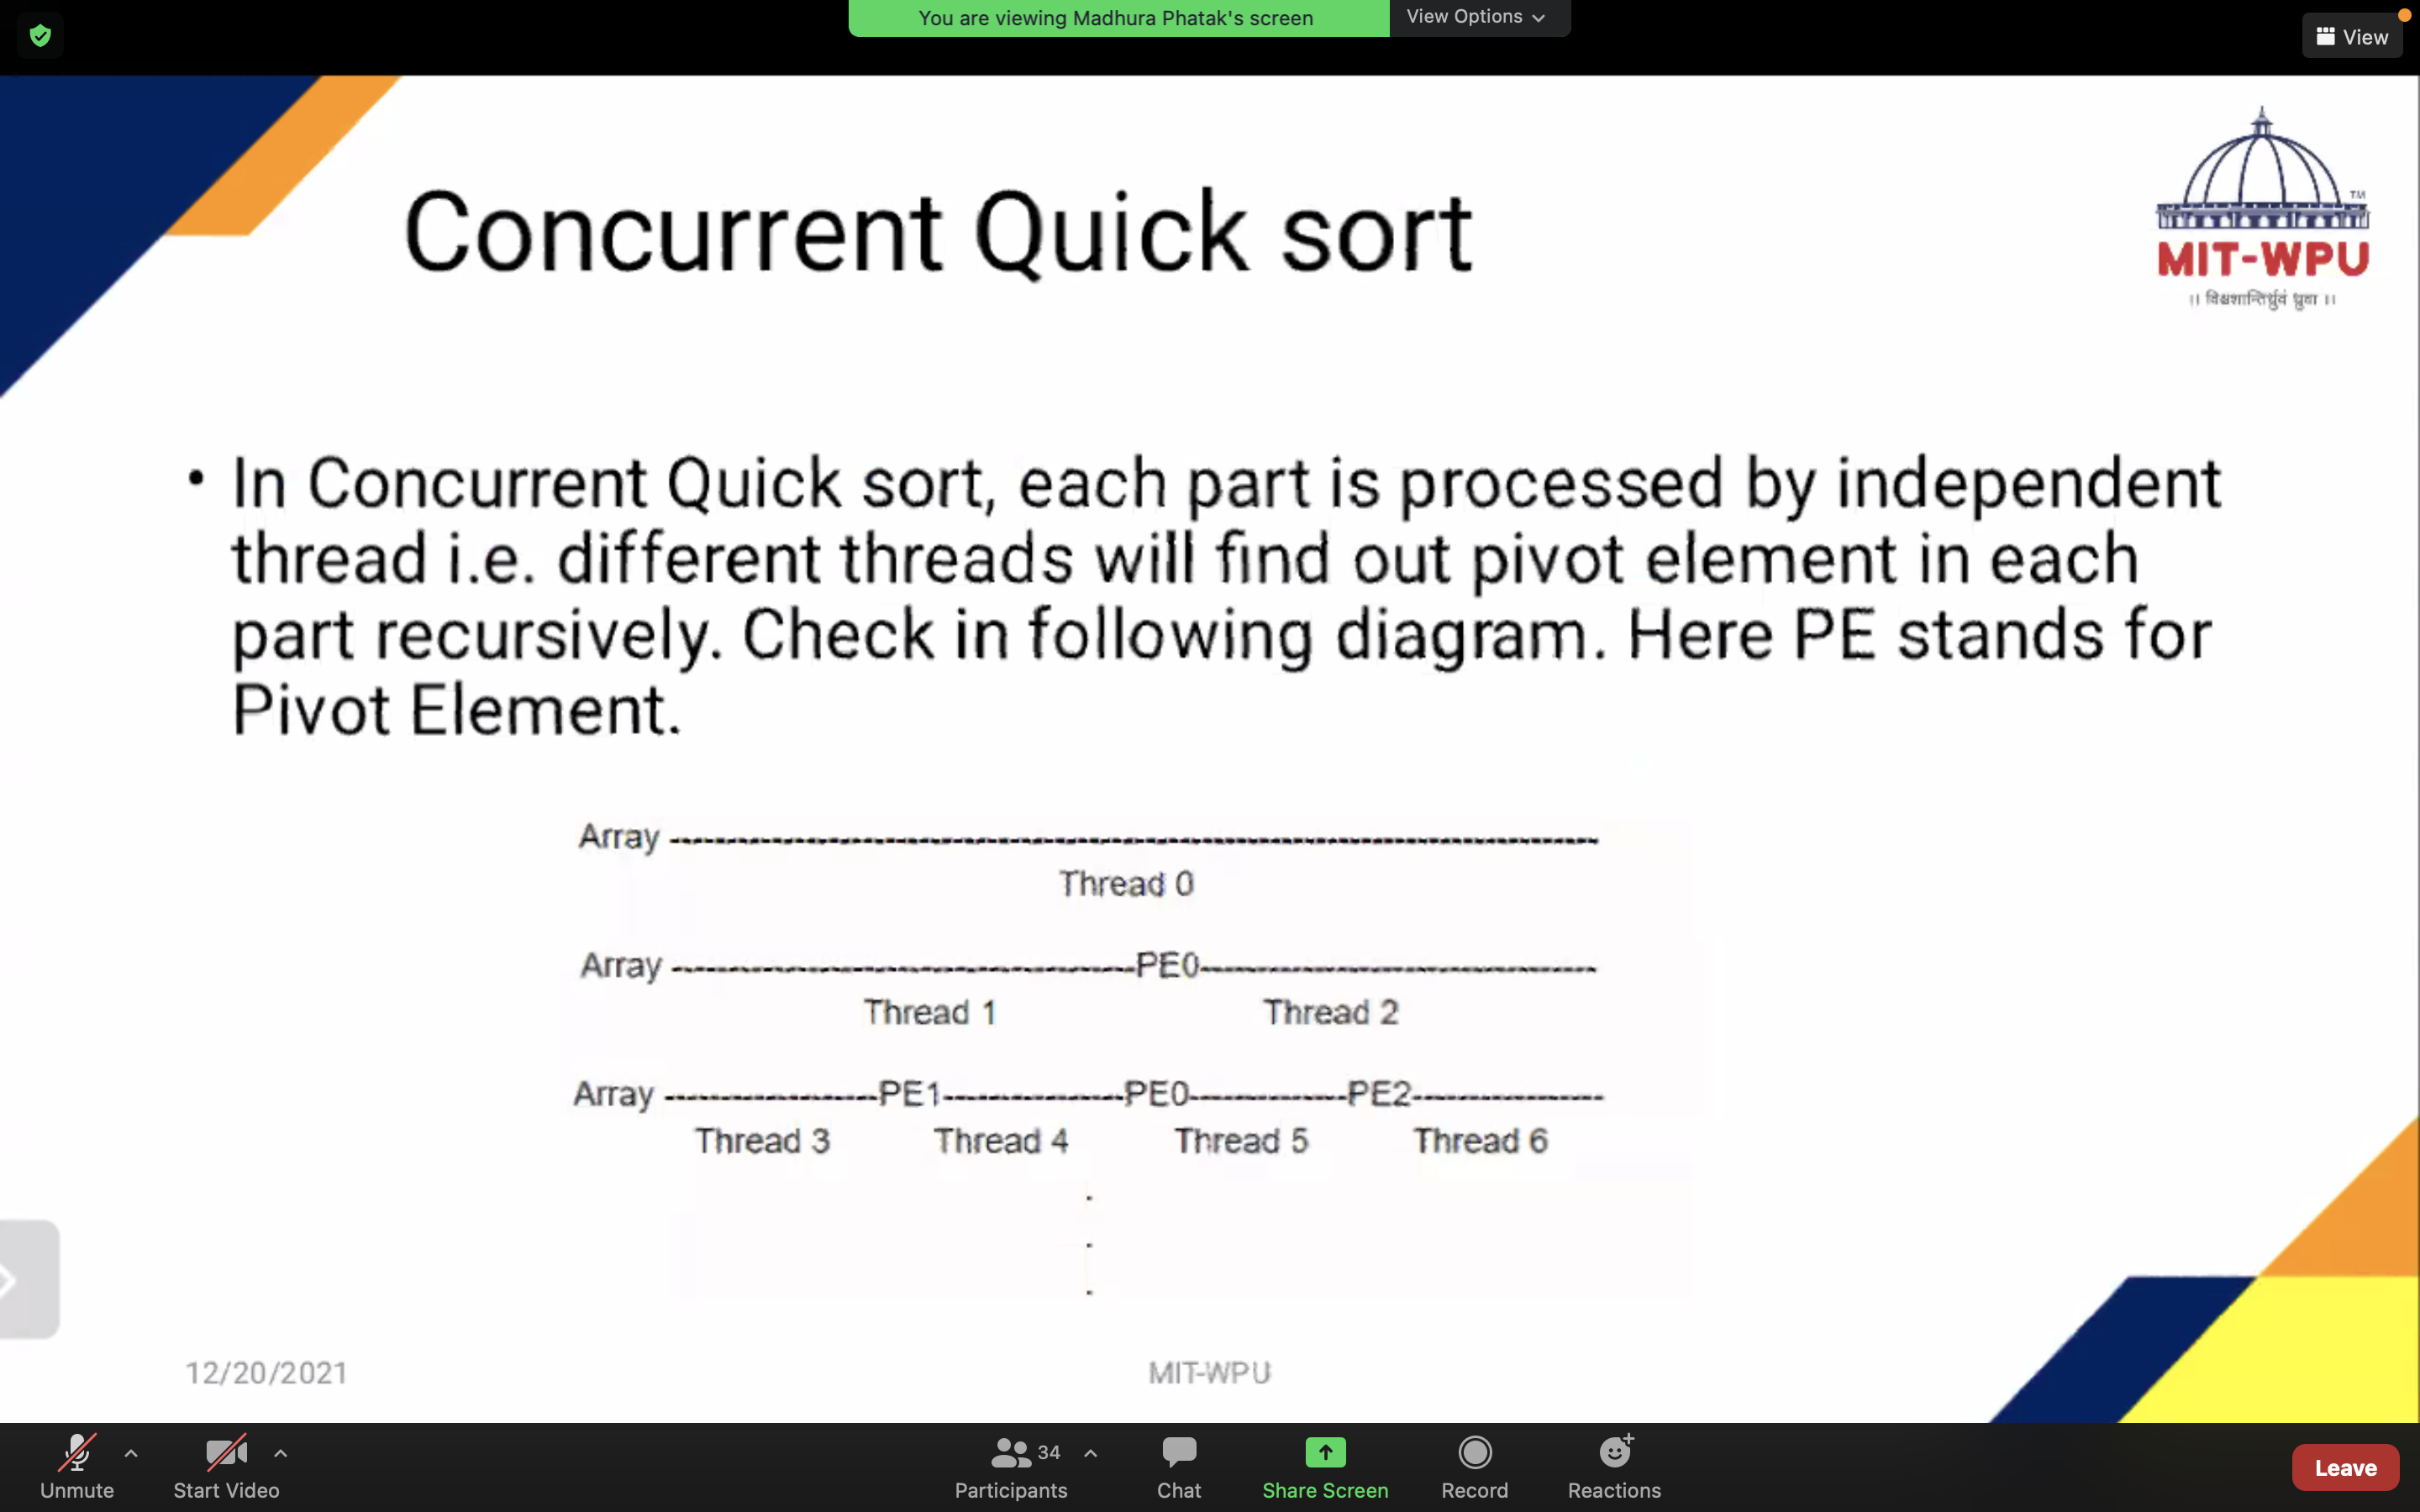 You are viewing Madhura Phatak's screen
View Options
View
Concurrent Quick sort
TM
MIT-WPU
• In Concurrent Quick sort, each part is processed by independent
thread i.e. different threads will find out pivot element in each
part recursively. Check in following diagram. Here PE stands for
Pivot Element.
Array ------------------------------------------------------------
Thread 0
Array ------------------------------PE0--------------------------
Thread 1 Thread 2
Array --------------PE1------------PE0----------PE2------------
Thread 3 Thread 4 Thread 5 Thread 6
.
.
.
12/20/2021
MIT-WPU
Unmute
Start Video
34
Participants
Chat
Share Screen
Record
Reactions
Leave